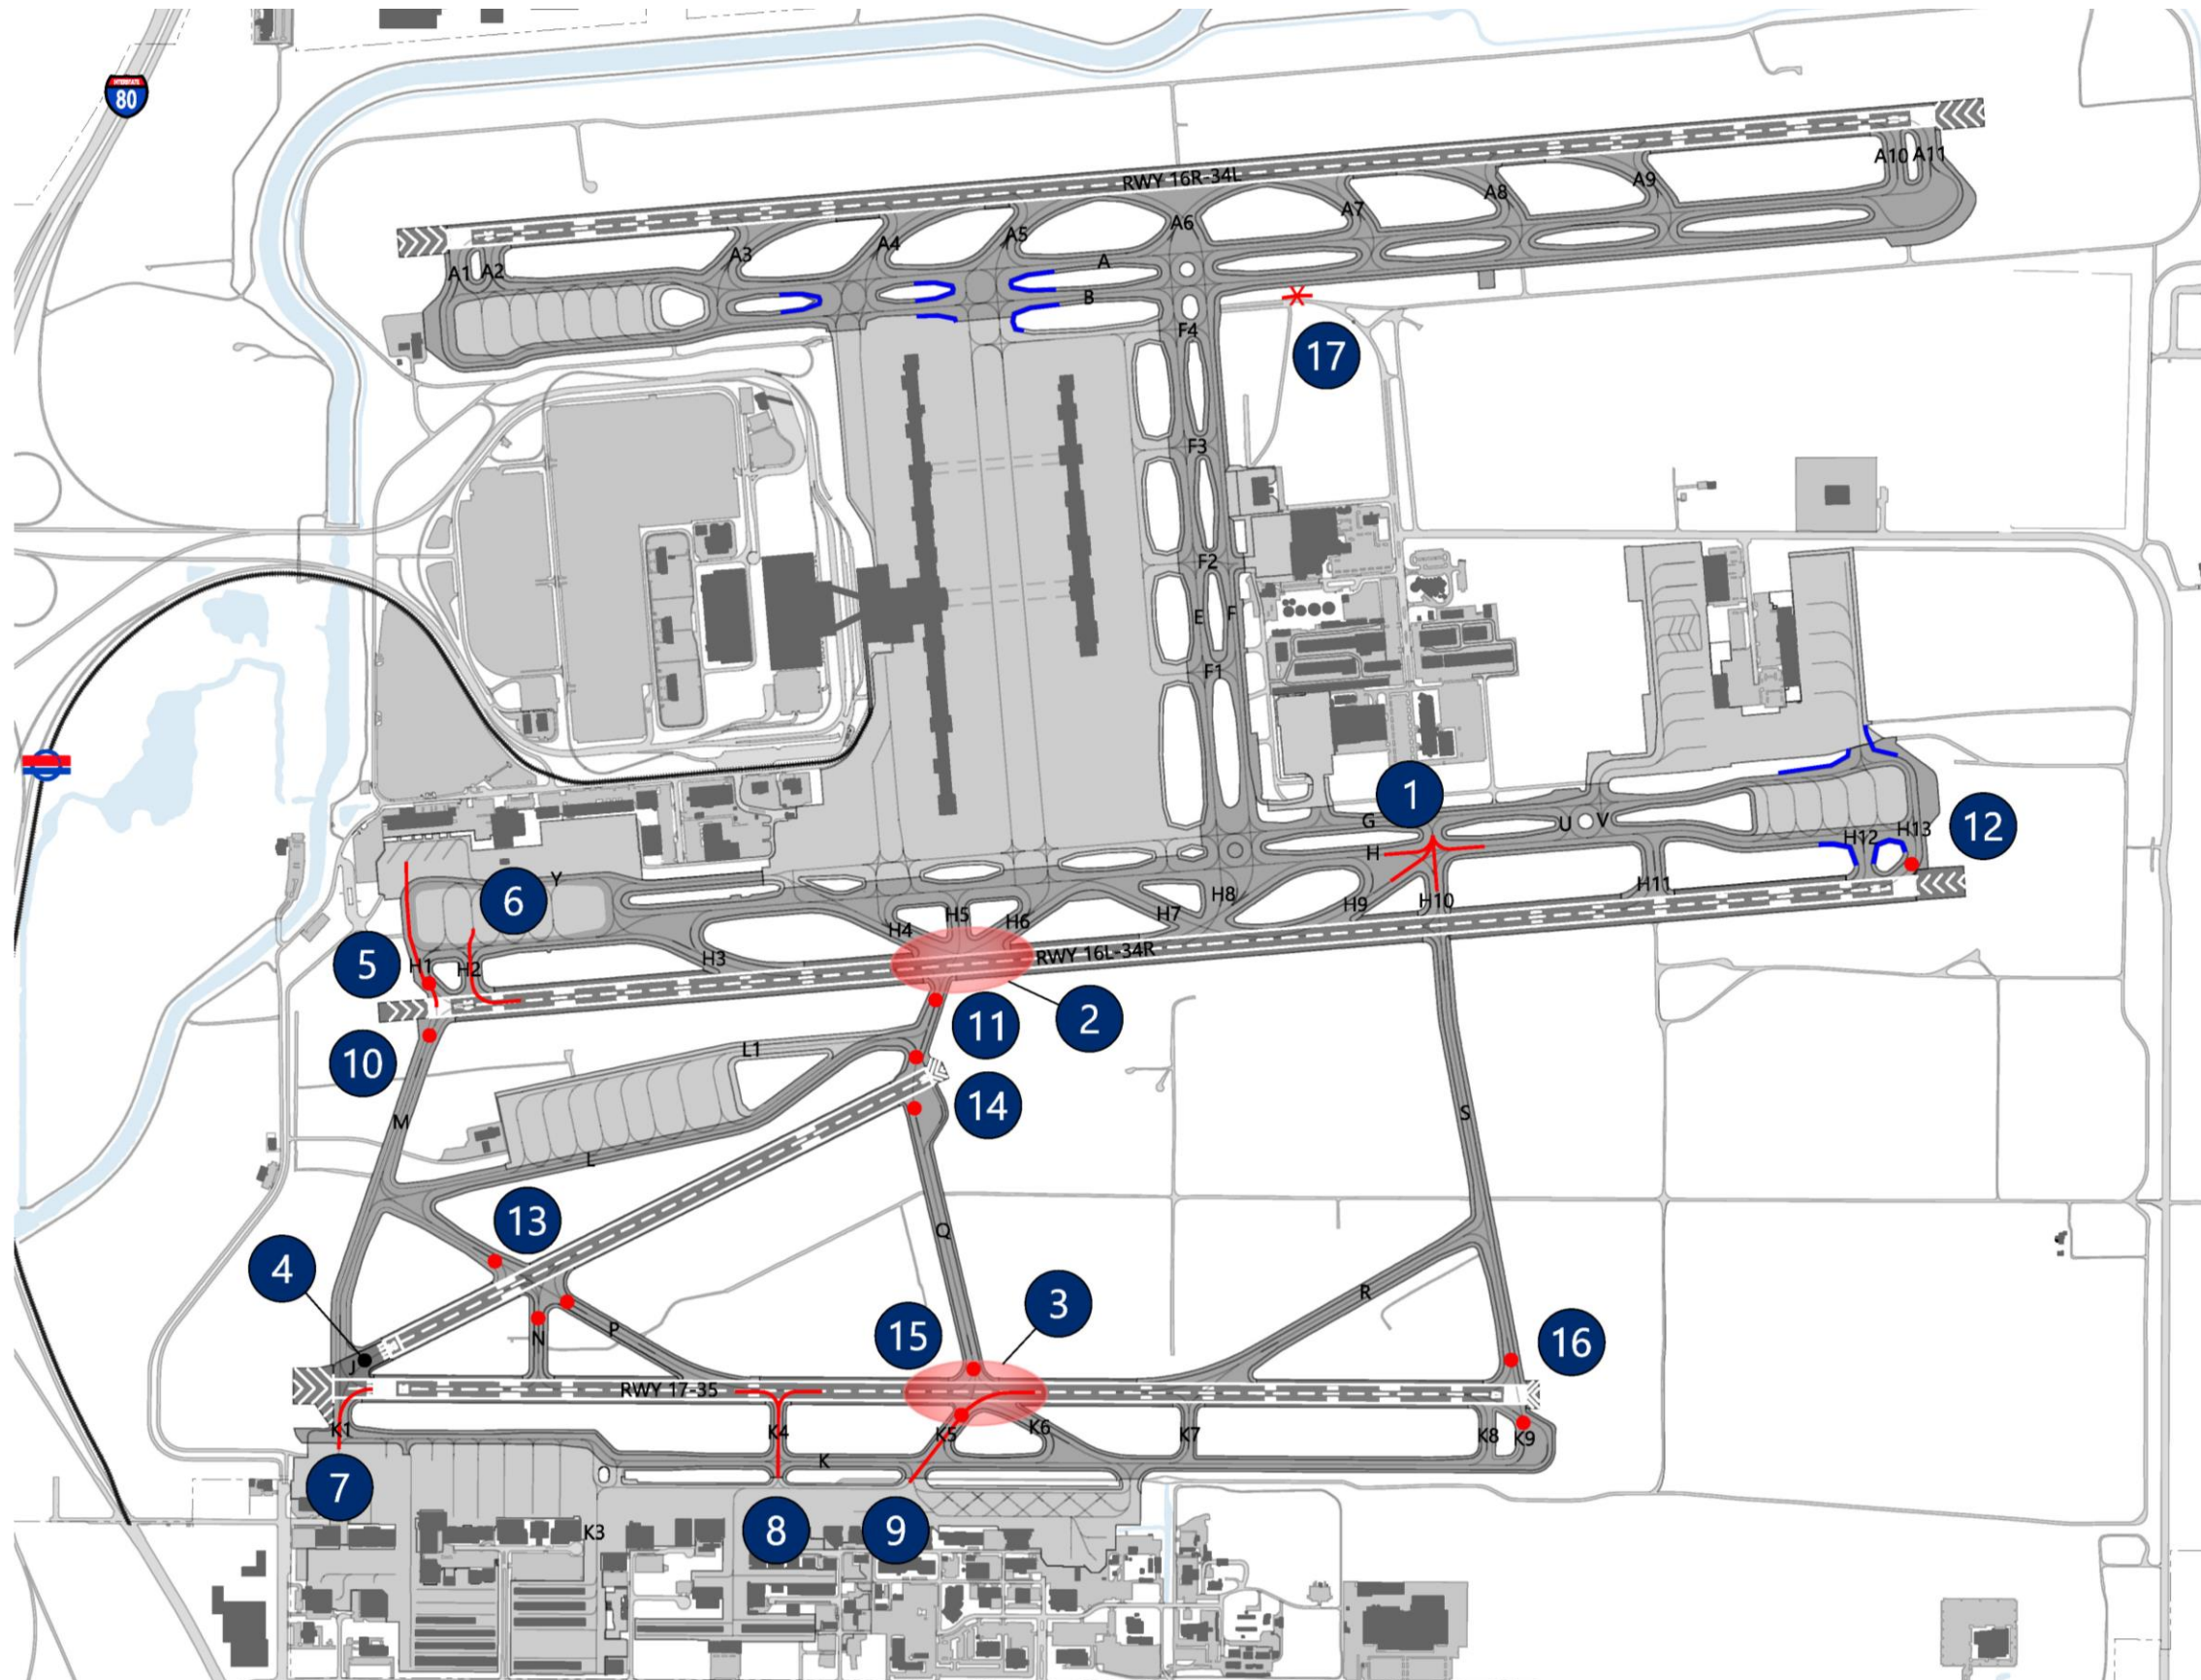 INTERSTATE
80
RWY 16R-34L
A10
A11
A9
A8
A7
A6
A5
A4
A3
A1
A2
A
B
F4
17
F3
F2
E
F
F1
1
G
H
U
V
H12
H13
12
Y
6
H4
H5
H6
H7
H8
H9
H10
H11
5
H1
H2
H3
RWY 16L-34R
10
11
2
L1
14
M
L
S
13
Q
4
3
15
16
N
P
R
J
RWY 17-35
K1
K4
K5
K6
K7
K8
K9
K
7
8
9
K3